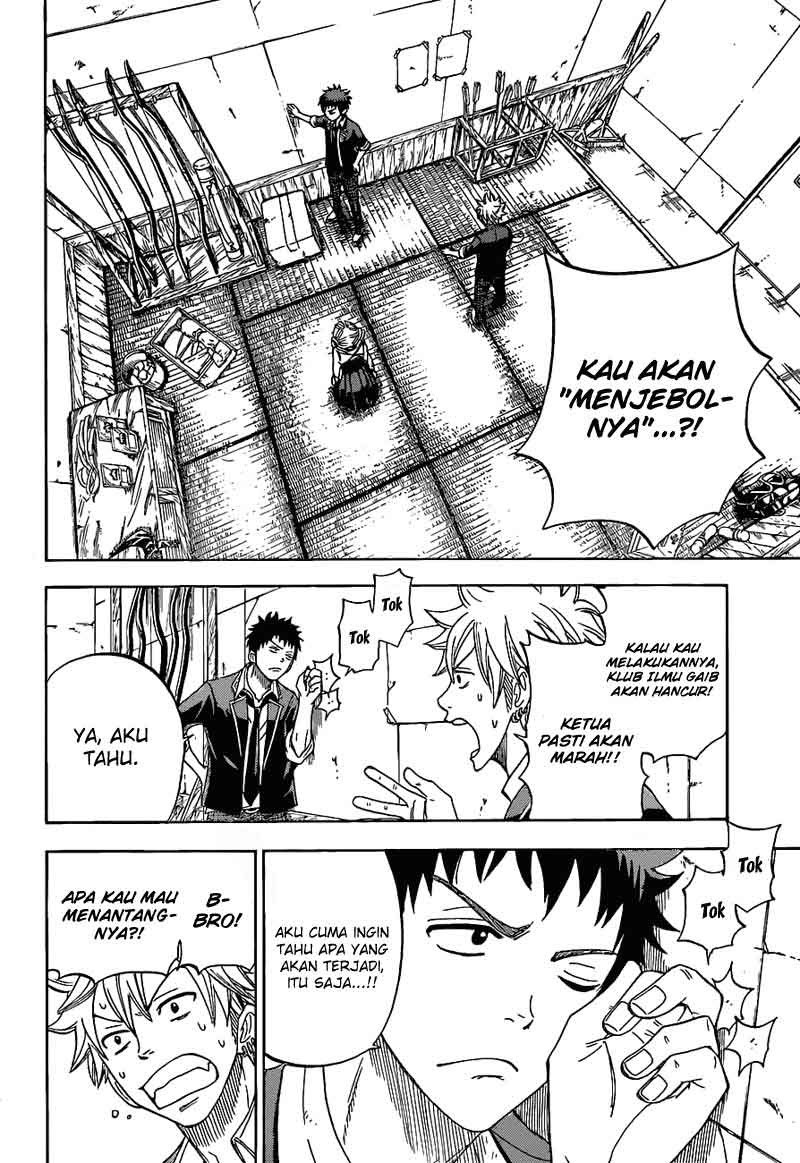 KAU AKAN
"MENJEBOL-
NYA"...?!
KALAU KAU
MELAKUKANNYA,
KLUB ILMU GAIB
AKAN HANCUR!
KETUA
PASTI AKAN
MARAH!!
Tok
Tok
YA, AKU
TAHU.
Tok
Tok
AKU CUMA INGIN
TAHU APA YANG
AKAN TERJADI,
ITU SAJA...!!
B-
BRO!
APA KAU MAU
MENANTANG-
NYA?!